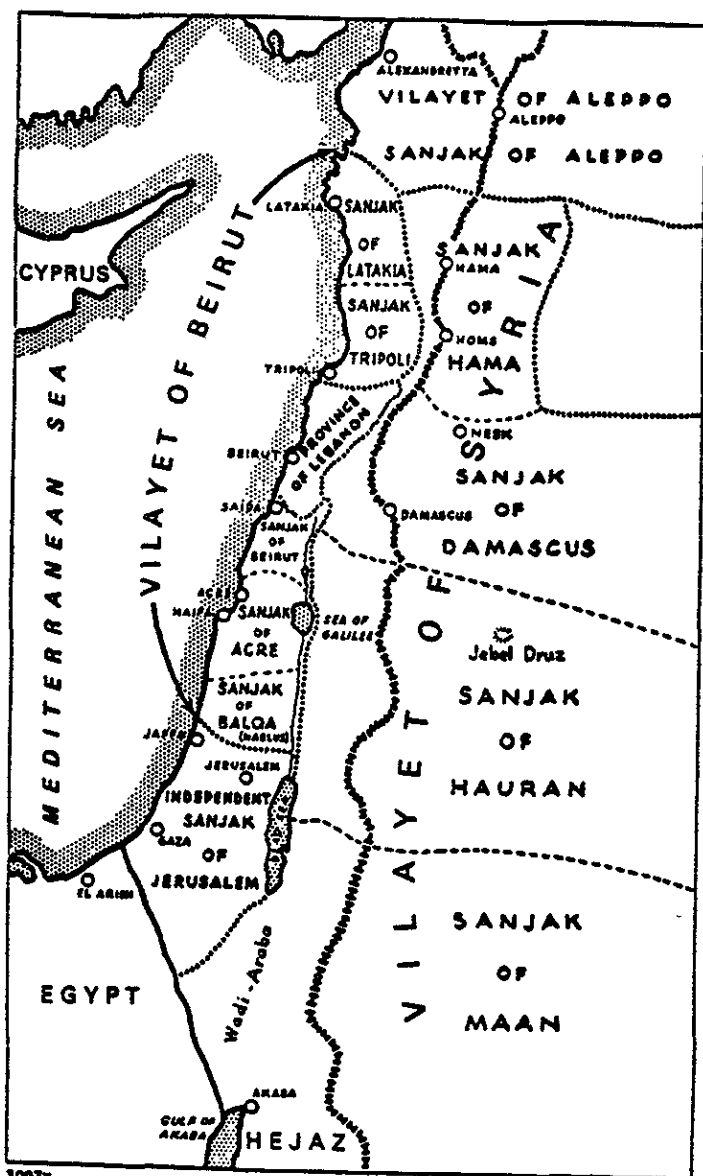 ALEXANDRETTA
VILAYET OF ALEPPO
ALEPPO
SANJAK OF ALEPPO
LATAKIA
SANJAK
OF
LATAKIA
CYPRUS
SANJAK
HAMA
OF
HOMS
HAMA
SANJAK
OF
TRIPOLI
TRIPOLI
VILAYET OF BEIRUT
MEDITERRANEAN SEA
VILAYET OF SYRIA
NEBK
BEIRUT
PROVINCE
OF LEBANON
SANJAK
OF
DAMASCUS
DAMASCUS
SAIDA
SANJAK
OF
BEIRUT
ACRE
HAIFA
SANJAK
OF
ACRE
SEA OF
GALILEE
Jebel Druz
SANJAK
OF
HAURAN
SANJAK
OF
BALQA
(NABLUS)
JAFFA
JERUSALEM
INDEPENDENT
SANJAK
OF
JERUSALEM
DEAD SEA
GAZA
EL ARISH
SANJAK
OF
MAAN
EGYPT
Wadi-Araba
AKABA
GULF OF
AKABA
HEJAZ